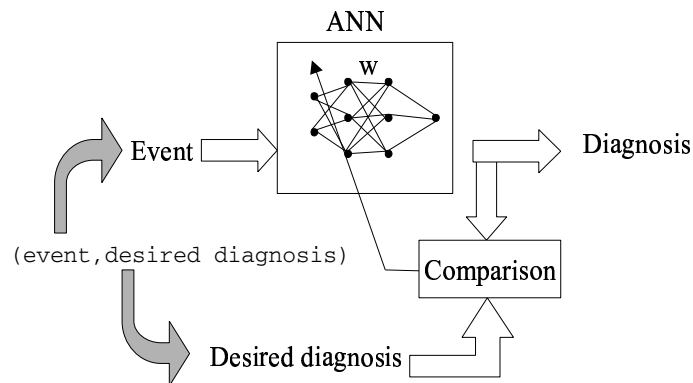 ANN
w
Event
Diagnosis
(event,desired diagnosis)
Comparison
Desired diagnosis